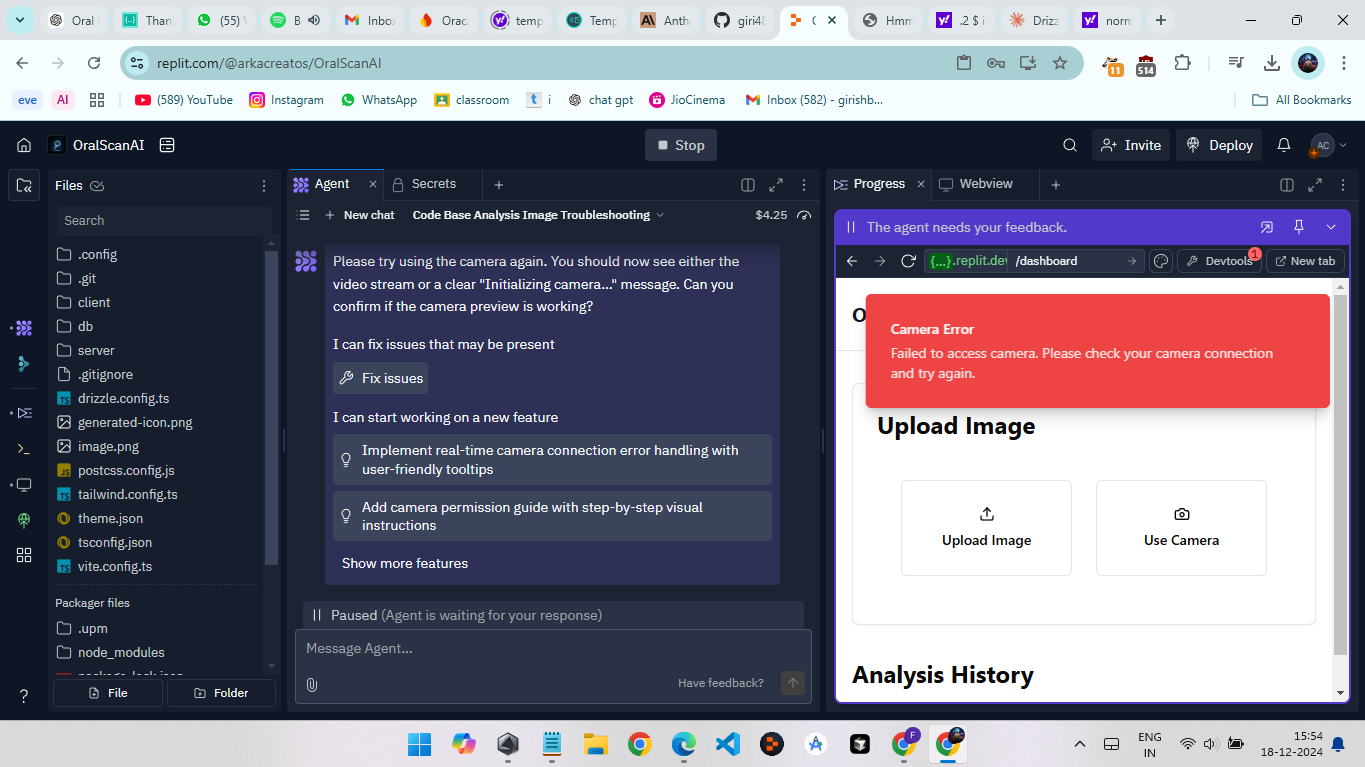 Oral
Than
(55)
B
Inbo
Orac
temp
Temp
Anth
giri48
Hmm
.2 $ i
Drizz
norm
replit.com/@arkacreatos/OralScanAI
11
514
eve
AI
(589) YouTube
Instagram
WhatsApp
classroom
t
i
chat gpt
JioCinema
Inbox (582) - girishb...
All Bookmarks
OralScanAI
Stop
Invite
Deploy
AC
Files
Search
.config
.git
client
db
server
.gitignore
drizzle.config.ts
generated-icon.png
image.png
postcss.config.js
tailwind.config.ts
theme.json
tsconfig.json
vite.config.ts
Packager files
.upm
node_modules
package-lock.json
File
Folder
Agent
Secrets
New chat
Code Base Analysis Image Troubleshooting
$4.25
Please try using the camera again. You should now see either the
video stream or a clear "Initializing camera..." message. Can you
confirm if the camera preview is working?
I can fix issues that may be present
Fix issues
I can start working on a new feature
Implement real-time camera connection error handling with
user-friendly tooltips
Add camera permission guide with step-by-step visual
instructions
Show more features
Paused (Agent is waiting for your response)
Message Agent...
Have feedback?
Progress
Webview
The agent needs your feedback.
{...}.replit.dev
/dashboard
Devtools
1
New tab
O
Camera Error
Failed to access camera. Please check your camera connection
and try again.
Upload Image
Upload Image
Use Camera
Analysis History
F
ENG
IN
15:54
18-12-2024